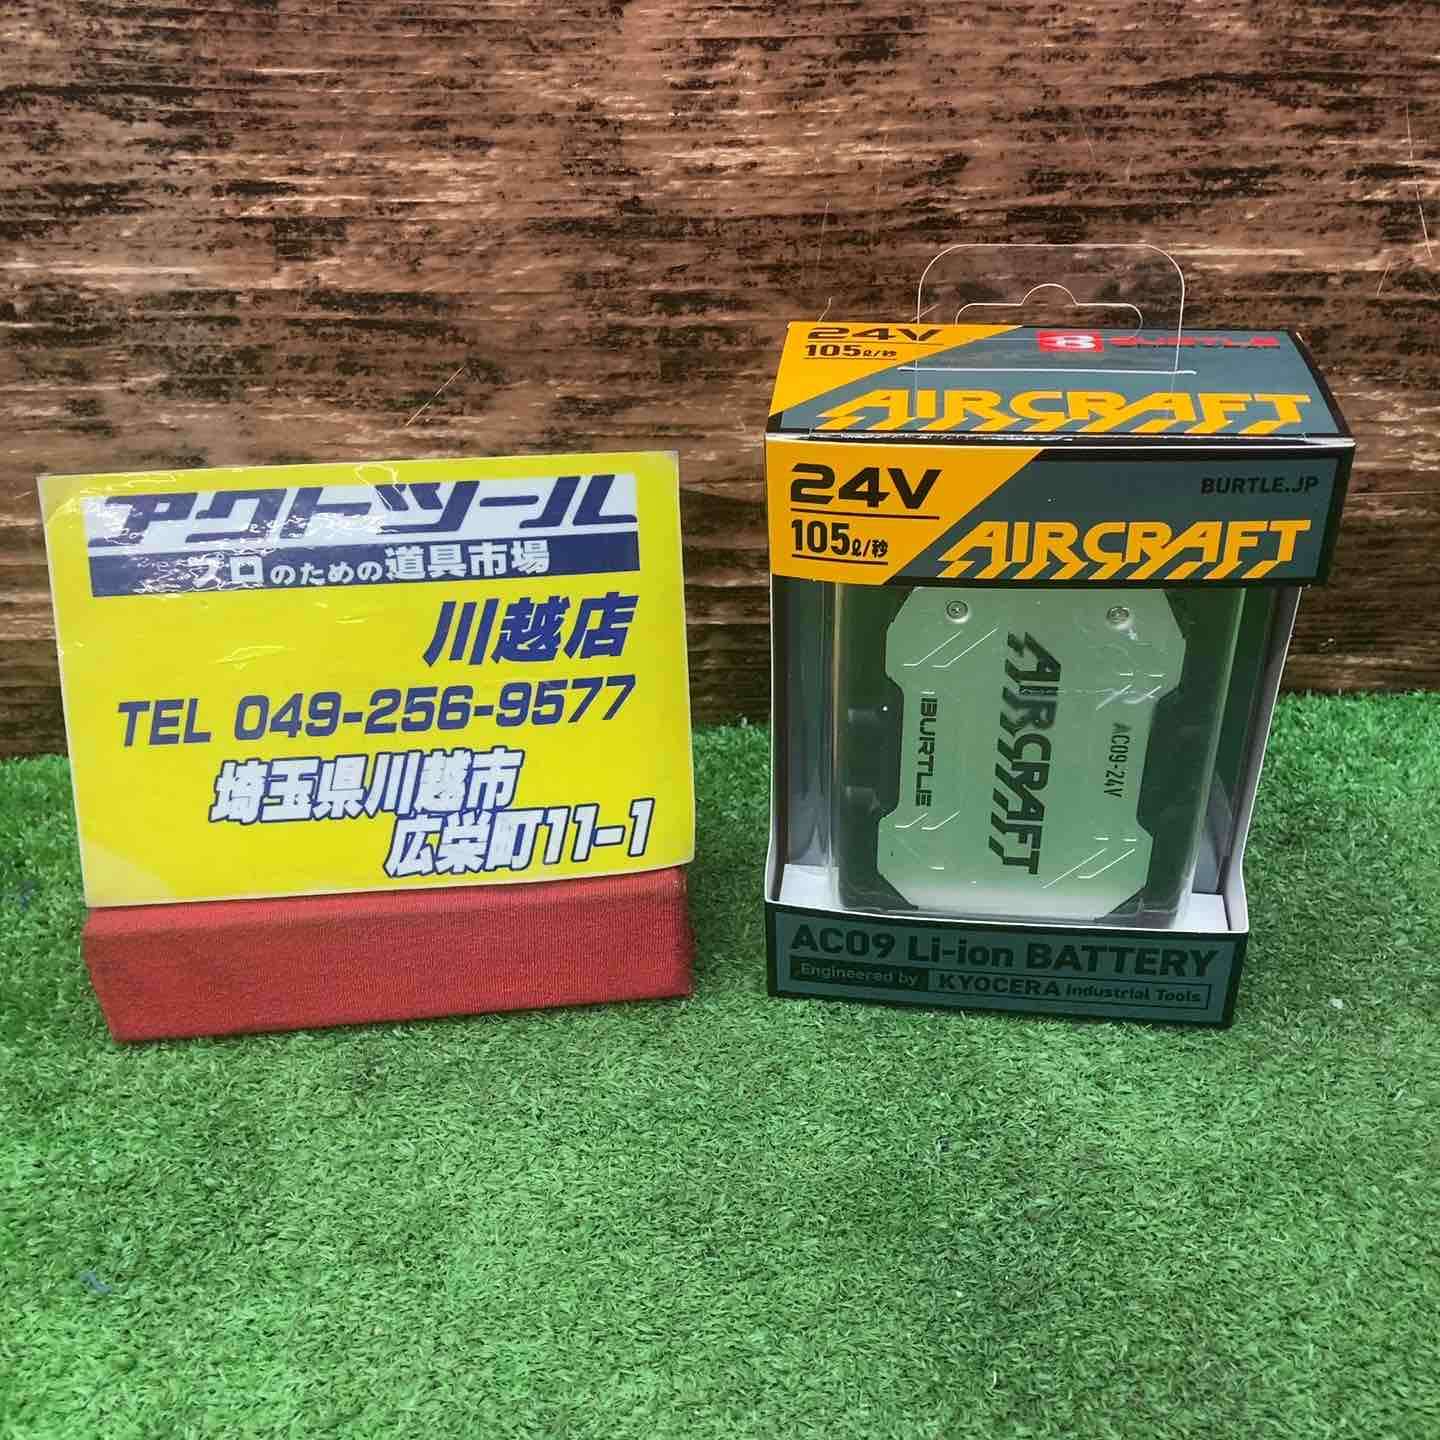 アクトツール
プロのための道具市場
川越店
TEL 049-256-9577
埼玉県川越市
広栄町11-1
24V
105ℓ/秒
B BURTLE
AIRCRAFT
24V
105ℓ/秒
BURTLE.JP
AIRCRAFT
BURTLE
AIRCRAFT
AC09-24V
AC09 Li-ion BATTERY
Engineered by KYOCERA Industrial Tools